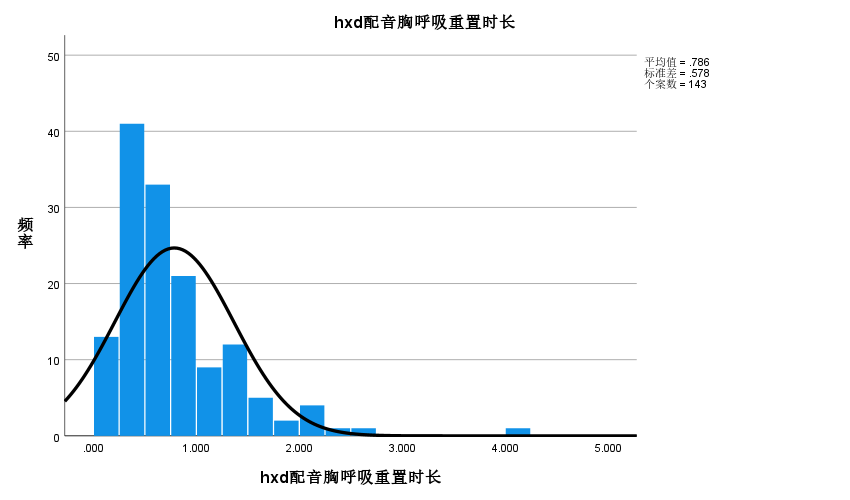 hxd配音胸呼吸重置时长
平均值 = .786
标准差 = .578
个案数 = 143
50
40
30
20
10
0
频率
.000 1.000 2.000 3.000 4.000 5.000
hxd配音胸呼吸重置时长